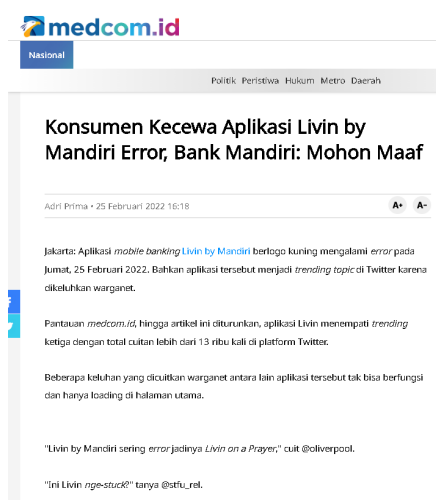 medcom.id
Nasional
Politik Peristiwa Hukum Metro Daerah
Konsumen Kecewa Aplikasi Livin by
Mandiri Error, Bank Mandiri: Mohon Maaf
Adri Prima • 25 Februari 2022 16:18
A+ A-
Jakarta: Aplikasi mobile banking Livin by Mandiri berlogo kuning mengalami error pada
Jumat, 25 Februari 2022. Bahkan aplikasi tersebut menjadi trending topic di Twitter karena
dikeluhkan warganet.
Pantauan medcom.id, hingga artikel ini diturunkan, aplikasi Livin menempati trending
ketiga dengan total cuitan lebih dari 13 ribu kali di platform Twitter.
Beberapa keluhan yang dicuitkan warganet antara lain aplikasi tersebut tak bisa berfungsi
dan hanya loading di halaman utama.
"Livin by Mandiri sering error jadinya Livin on a Prayer," cuit @oliverpool.
"Ini Livin nge-stuck?" tanya @stfu_rel.